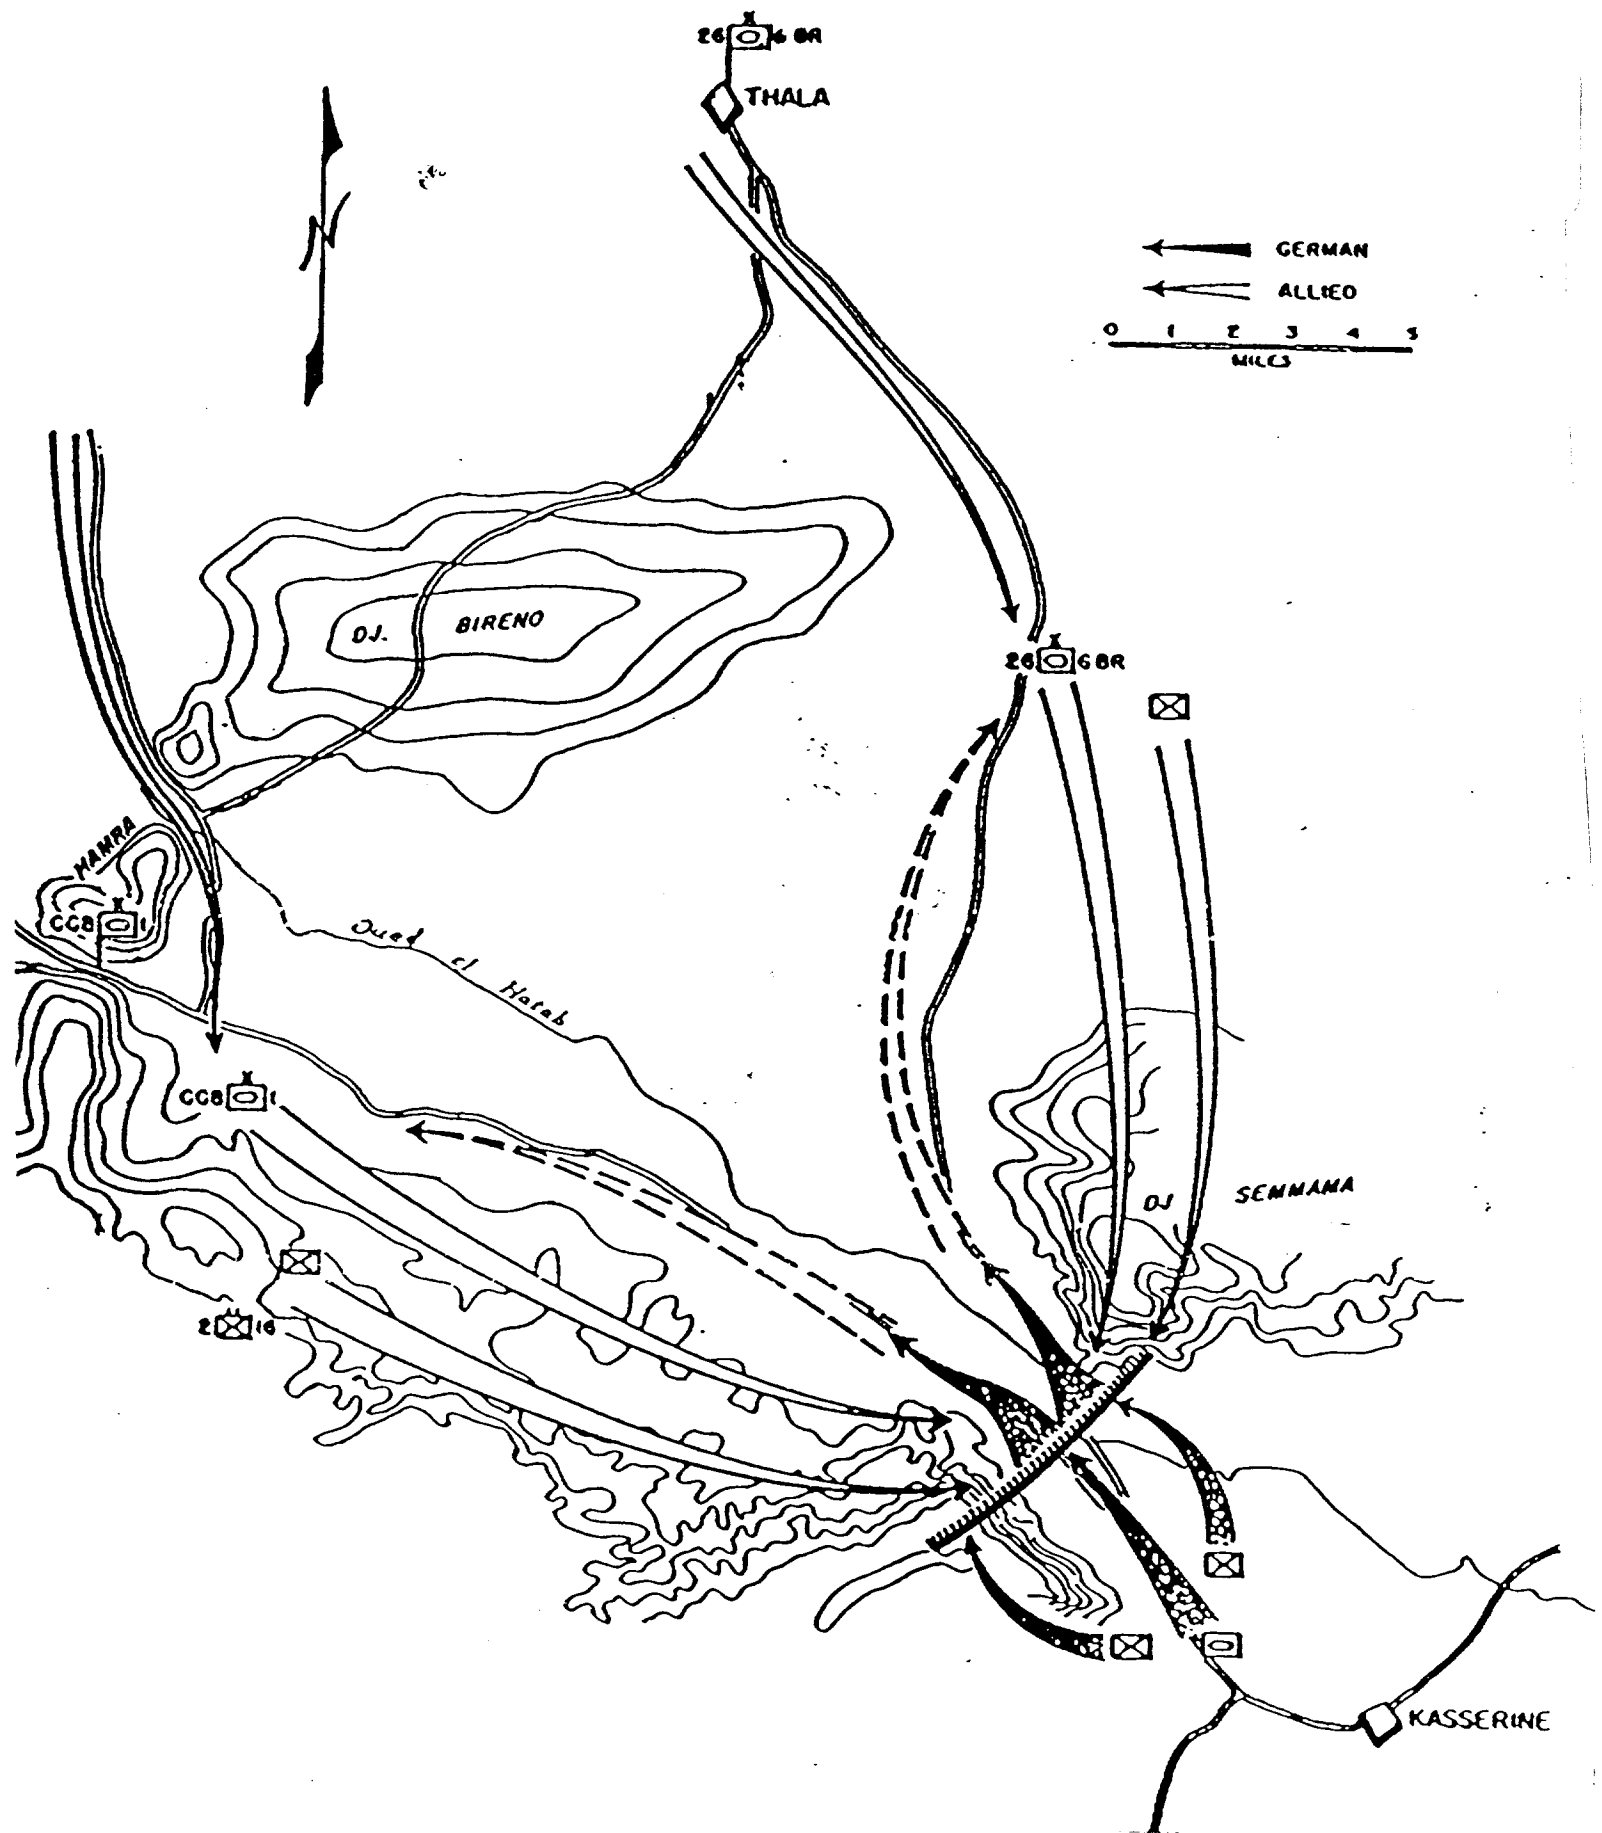 26 6 BR
THALA
N
GERMAN
ALLIED
0 1 2 3 4 5
MILES
DJ. BIRENO
26 6 BR
HAMRA
CCB 1
Oued el Hatab
CCB 1
DJ SEMMAMA
2 16
KASSERINE